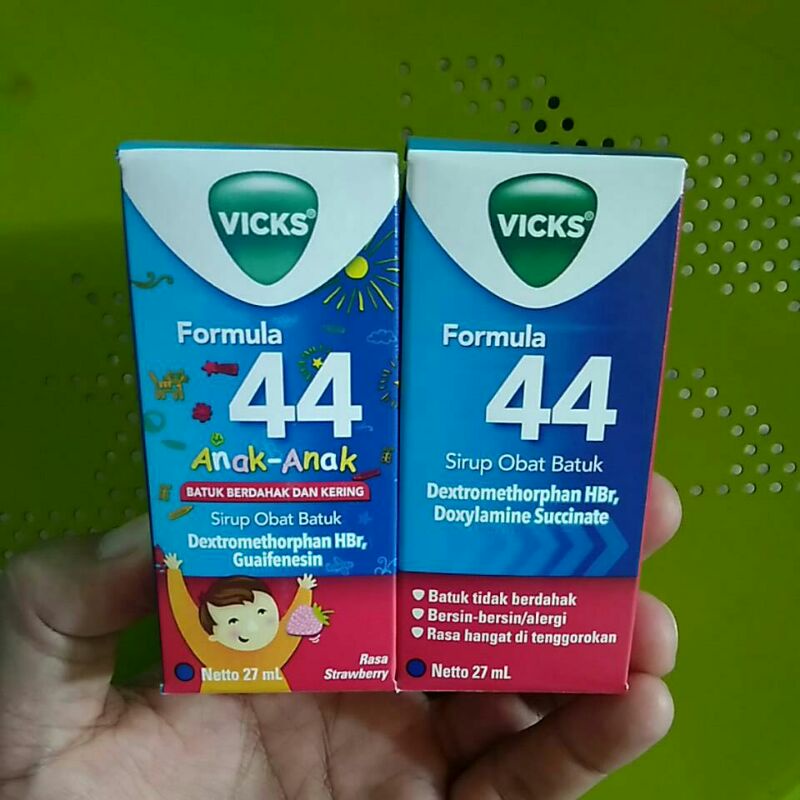 VICKS®
Formula
44
Anak-Anak
BATUK BERDAHAK DAN KERING
Sirup Obat Batuk
Dextromethorphan HBr,
Guaifenesin
Rasa
Strawberry
Netto 27 mL
VICKS®
Formula
44
Sirup Obat Batuk
Dextromethorphan HBr,
Doxylamine Succinate
Batuk tidak berdahak
Bersin-bersin/alergi
Rasa hangat di tenggorokan
Netto 27 mL